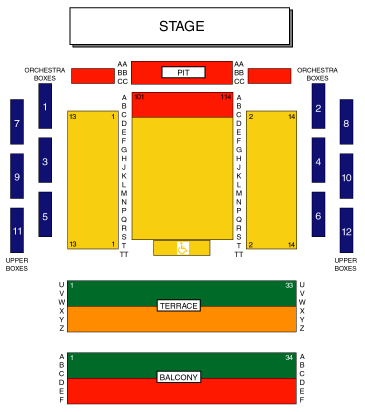 STAGE
AA AA
ORCHESTRA BOXES BB PIT BB ORCHESTRA BOXES
CC CC
1 A 101 114 A 2
7 B B 8
C C
13 1 D D 2 14
E E
F F
3 G G 4
H H
9 J J 10
K K
L L
5 M M 6
N N
11 P P 12
Q Q
R R
13 1 S S 2 14
UPPER BOXES T T UPPER BOXES
TT TT
U 1 33 U
V V
W W
X TERRACE X
Y Y
Z Z
A 1 34 A
B B
C C
D BALCONY D
E E
F F